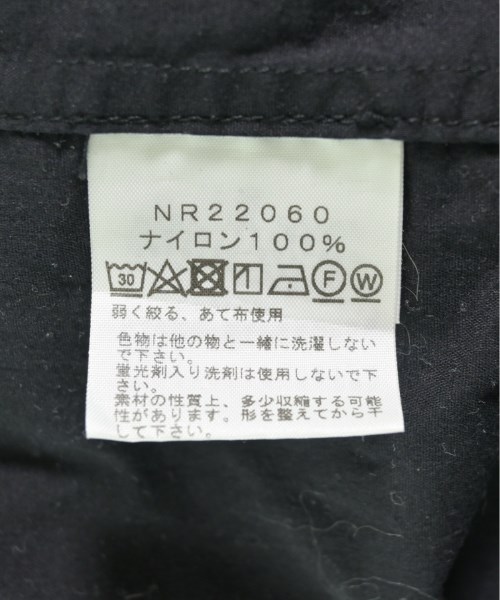 NR22060
ナイロン100%
30 F W
弱く絞る、あて布使用
色物は他の物と一緒に洗濯しない
で下さい。
蛍光剤入り洗剤は使用しないで下
さい。
素材の性質上、多少収縮する可能
性があります。形を整えてから干
して下さい。